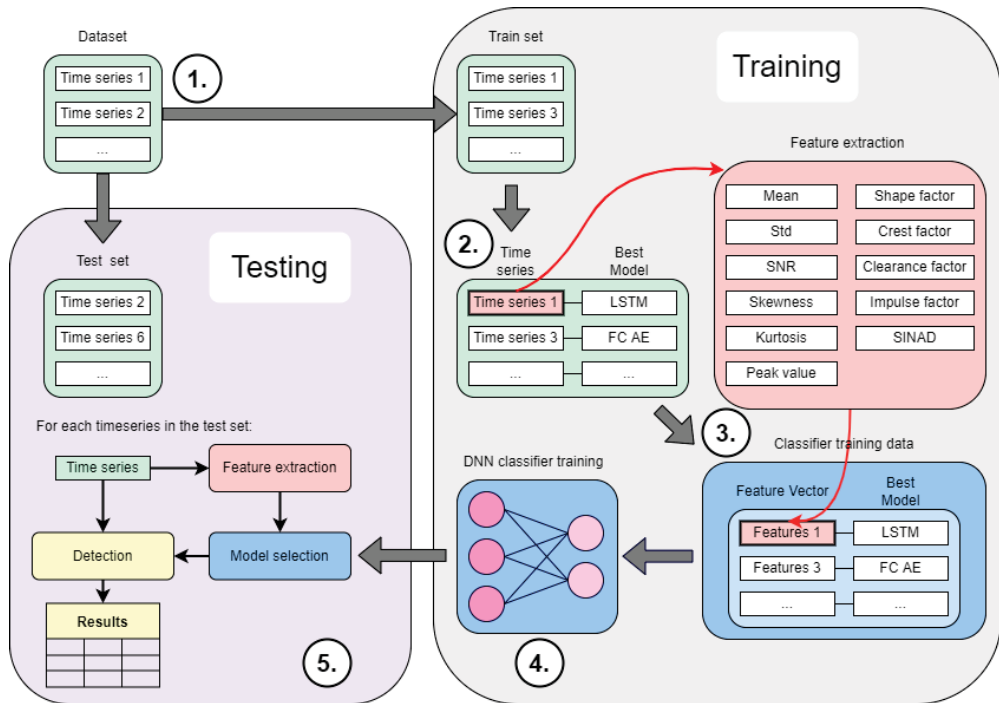 Dataset
Time series 1
Time series 2
...
1.
Train set
Time series 1
Time series 3
...
Training
Feature extraction
Mean
Shape factor
Std
Crest factor
SNR
Clearance factor
Skewness
Impulse factor
Kurtosis
SINAD
Peak value
2.
Time
series
Best
Model
Time series 1
LSTM
Time series 3
FC AE
...
...
3.
Classifier training data
Feature Vector
Best
Model
Features 1
LSTM
Features 3
FC AE
...
...
DNN classifier training
4.
Testing
Test set
Time series 2
Time series 6
...
For each timeseries in the test set:
Time series
Feature extraction
Detection
Model selection
Results
5.